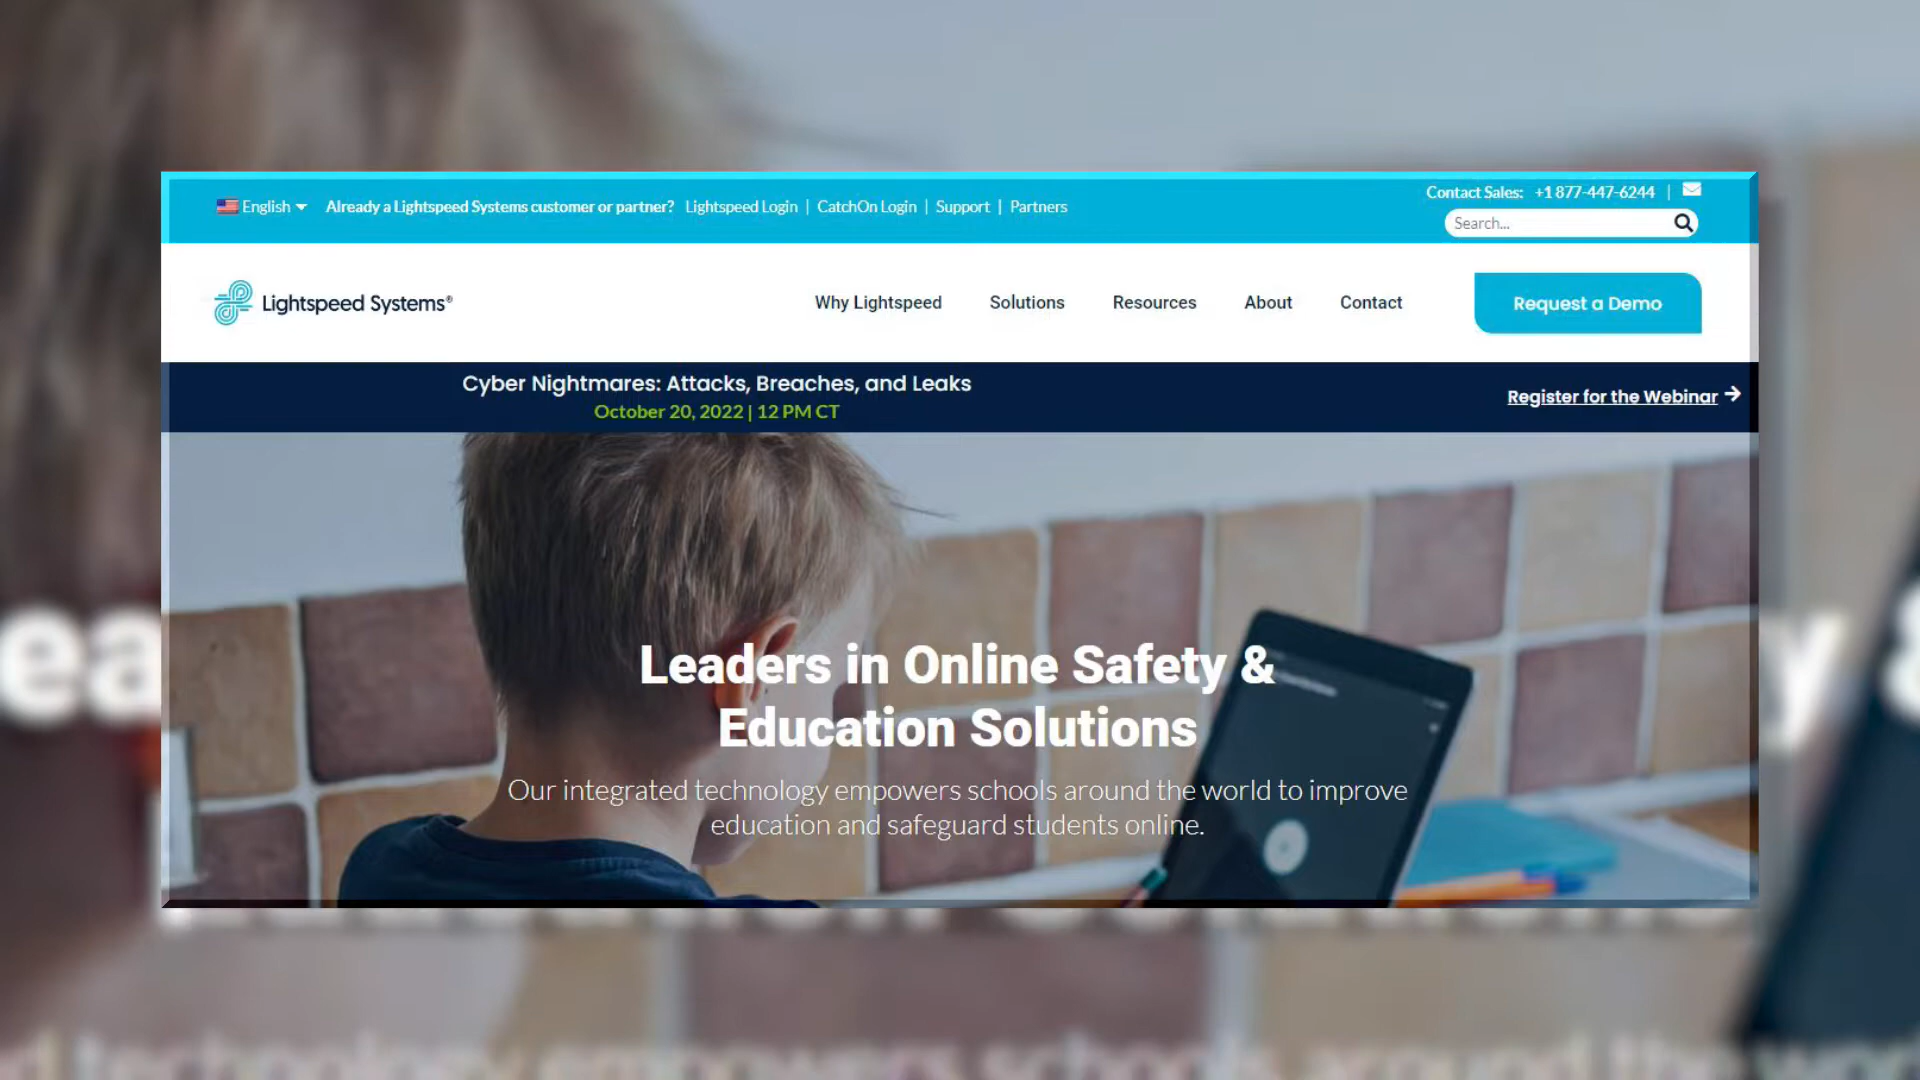 English
Already a Lightspeed Systems customer or partner? Lightspeed Login | CatchOn Login | Support | Partners
Contact Sales: +1 877-447-6244 |
Search...
Lightspeed Systems®
Why Lightspeed
Solutions
Resources
About
Contact
Request a Demo
Cyber Nightmares: Attacks, Breaches, and Leaks
October 20, 2022 | 12 PM CT
Register for the Webinar
Leaders in Online Safety &
Education Solutions
Our integrated technology empowers schools around the world to improve
education and safeguard students online.